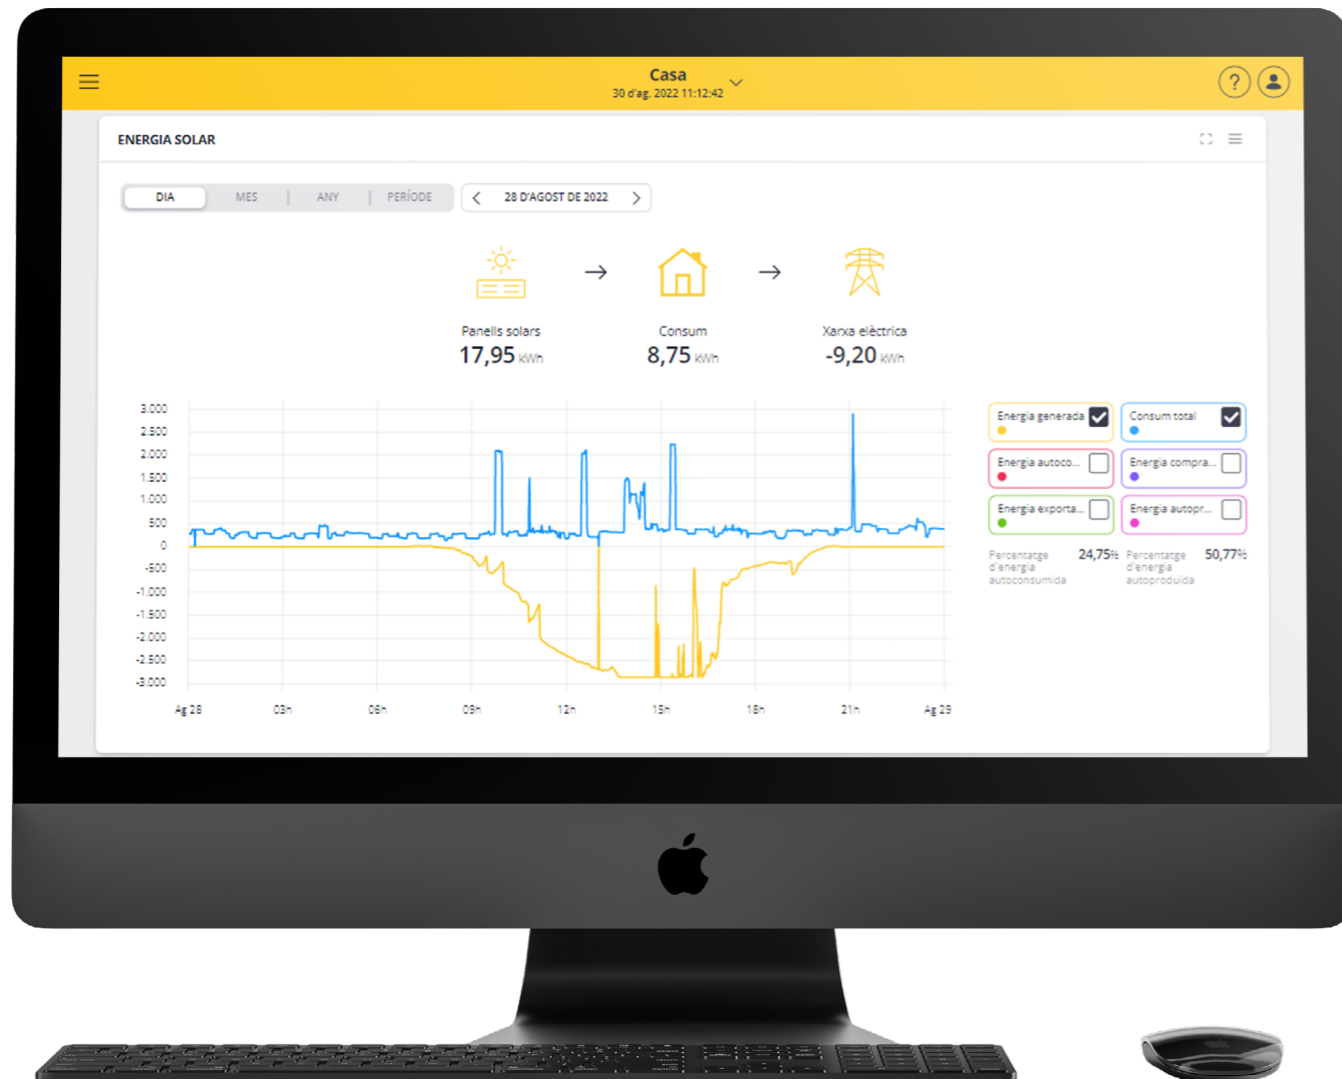 Casa
30 d'ag. 2022 11:12:42
?
ENERGIA SOLAR
DIA | MES | ANY | PERÍODE
28 D'AGOST DE 2022
Panells solars
17,95 kWh
Consum
8,75 kWh
Xarxa elèctrica
-9,20 kWh
3.000
2.500
2.000
1.500
1.000
500
0
-500
-1.000
-1.500
-2.000
-2.500
-3.000
Ag 28
03h
06h
09h
12h
15h
18h
21h
Ag 29
Energia generada
Consum total
Energia autoco...
Energia compra...
Energia exporta...
Energia autopr...
Percentatge
d'energia
autoconsumida
24,75%
Percentatge
d'energia
autoproduïda
50,77%